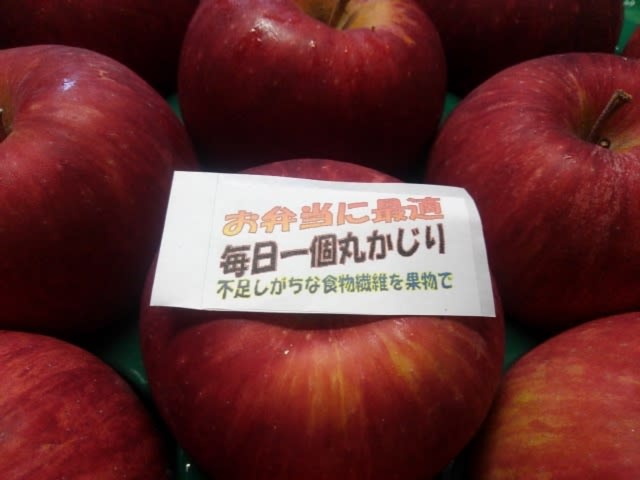 お弁当に最適
毎日一個丸かじり
不足しがちな食物繊維を果物で